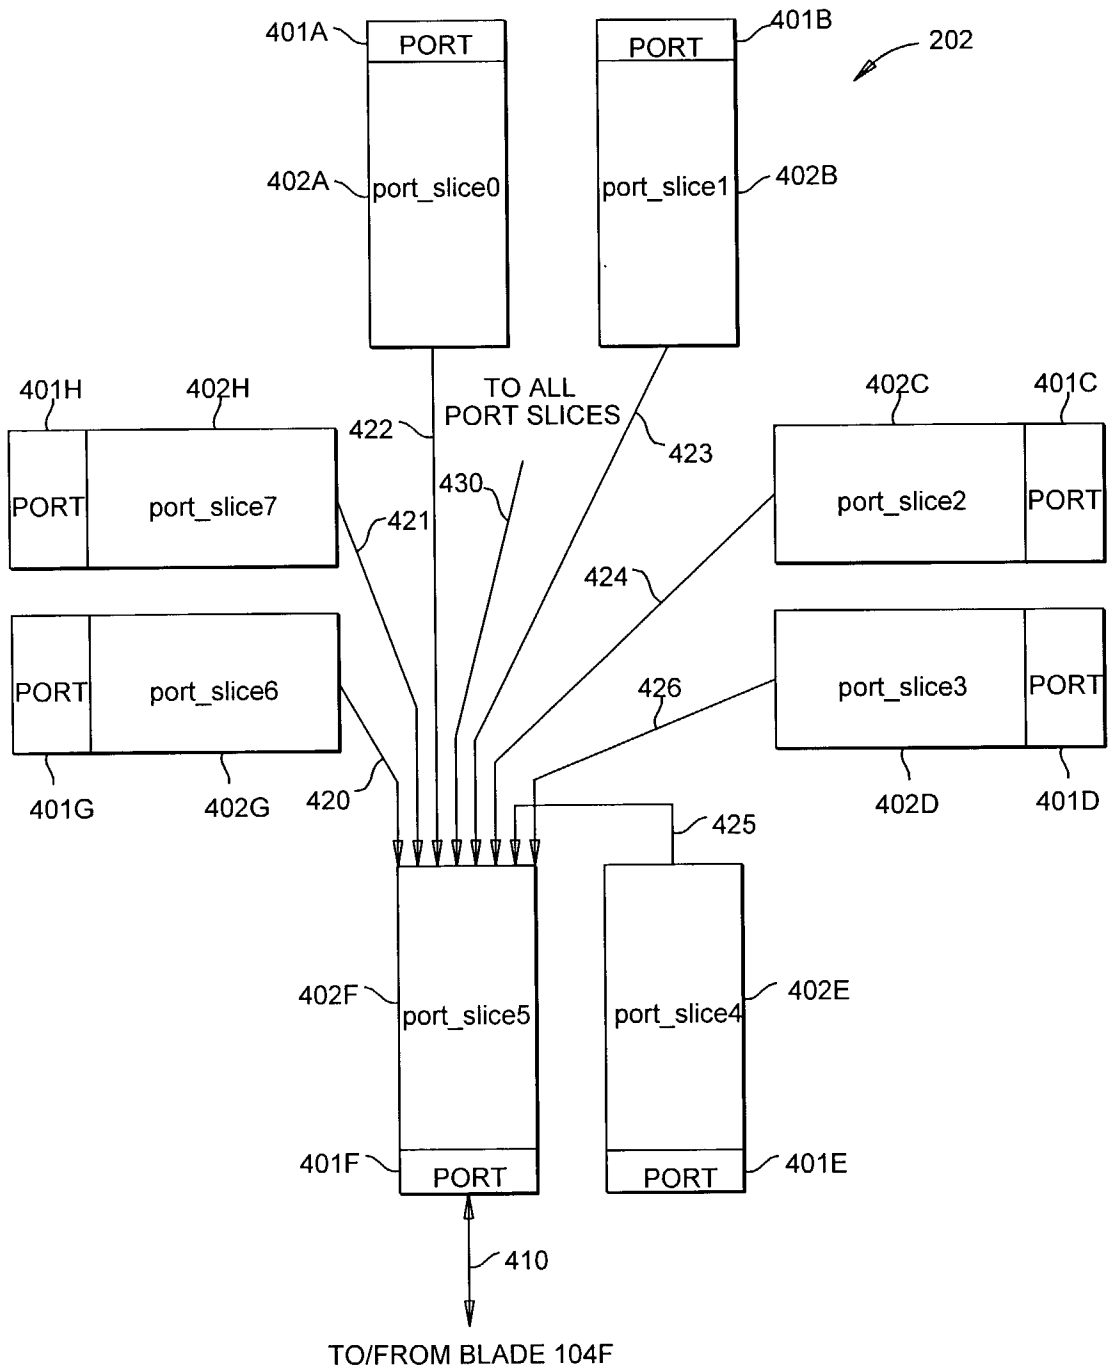 401A
PORT
PORT
401B
202
402A
port_slice0
port_slice1
402B
401H
402H
422
TO ALL
PORT SLICES
402C
401C
423
PORT
port_slice7
421
430
port_slice2
PORT
424
PORT
port_slice6
port_slice3
PORT
426
401G
402G
420
402D
401D
425
402F
port_slice5
port_slice4
402E
401F
PORT
PORT
401E
410
TO/FROM BLADE 104F